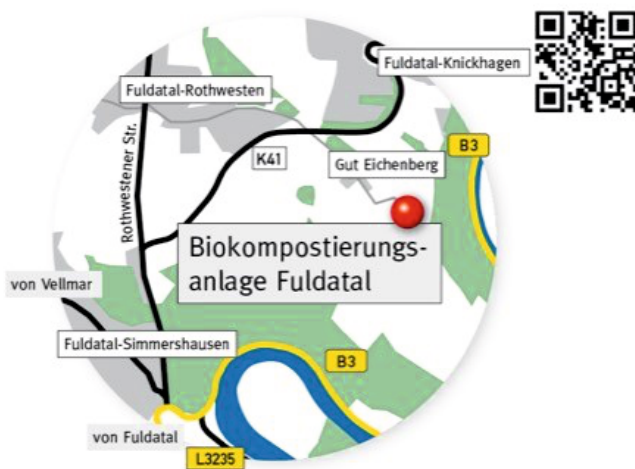 Fuldatal-Knickhagen
Fuldatal-Rothwesten
B3
K41
Gut Eichenberg
Rothwestener Str.
Biokompostierungs-
anlage Fuldatal
von Vellmar
Fuldatal-Simmershausen
B3
von Fuldatal
L3235